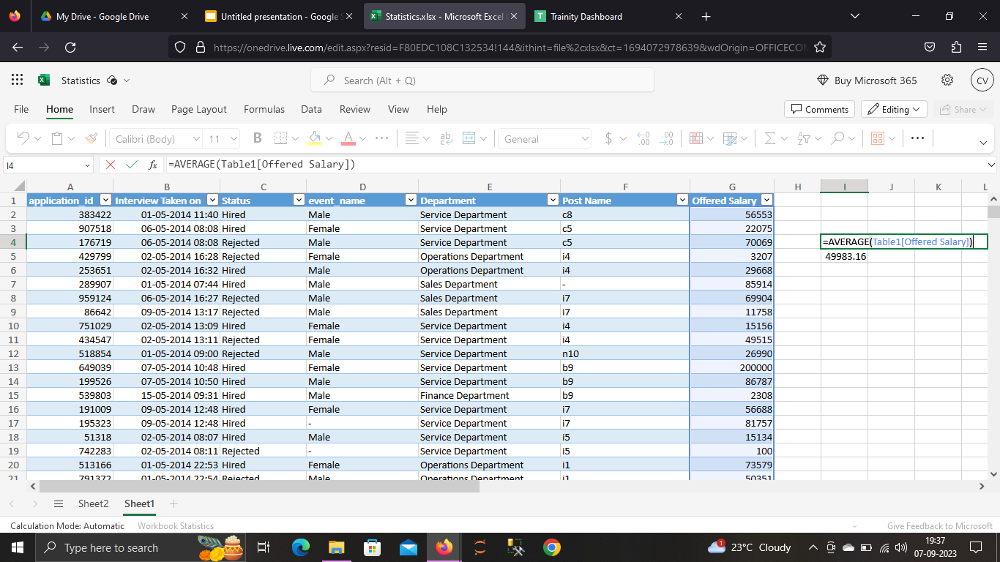 My Drive - Google Drive
Untitled presentation - Google S
Statistics.xlsx - Microsoft Excel
T Trainity Dashboard
https://onedrive.live.com/edit.aspx?resid=F80EDC108C132534!144&ithint=file%2cxlsx&ct=1694072978639&wdOrigin=OFFICECOM
Statistics
Search (Alt + Q)
Buy Microsoft 365
CV
File Home Insert Draw Page Layout Formulas Data Review View Help
Comments Editing Share
Calibri (Body) 11 B A ab General $ .00
I4 fx =AVERAGE(Table1[Offered Salary])
A B C D E F G H I J K L
1 application_id Interview Taken on Status event_name Department Post Name Offered Salary
2 383422 01-05-2014 11:40 Hired Male Service Department c8 56553
3 907518 06-05-2014 08:08 Hired Female Service Department c5 22075
4 176719 06-05-2014 08:08 Rejected Male Service Department c5 70069 =AVERAGE(Table1[Offered Salary])
5 429799 02-05-2014 16:28 Rejected Female Operations Department i4 3207 49983.16
6 253651 02-05-2014 16:32 Hired Male Operations Department i4 29668
7 289907 01-05-2014 07:44 Hired Male Sales Department - 85914
8 959124 06-05-2014 16:27 Rejected Male Sales Department i7 69904
9 86642 09-05-2014 13:17 Rejected Male Sales Department i7 11758
10 751029 02-05-2014 13:09 Hired Female Service Department i4 15156
11 434547 02-05-2014 13:11 Rejected Female Service Department i4 49515
12 518854 01-05-2014 09:00 Rejected Male Service Department n10 26990
13 649039 07-05-2014 10:48 Hired Female Service Department b9 200000
14 199526 07-05-2014 10:50 Hired Male Service Department b9 86787
15 539803 15-05-2014 09:31 Hired Male Finance Department b9 2308
16 191009 09-05-2014 12:48 Hired Female Service Department i7 56688
17 195323 09-05-2014 12:48 Hired - Service Department i7 81757
18 51318 02-05-2014 08:07 Hired Male Service Department i5 15134
19 742283 02-05-2014 08:11 Rejected - Service Department i5 100
20 513166 01-05-2014 22:53 Hired Female Operations Department i1 73579
21 791372 01-05-2014 22:54 Rejected Male Operations Department i1 50351
Sheet2 Sheet1
Calculation Mode: Automatic Workbook Statistics Give Feedback to Microsoft
Type here to search
1 23°C Cloudy
19:37
07-09-2023